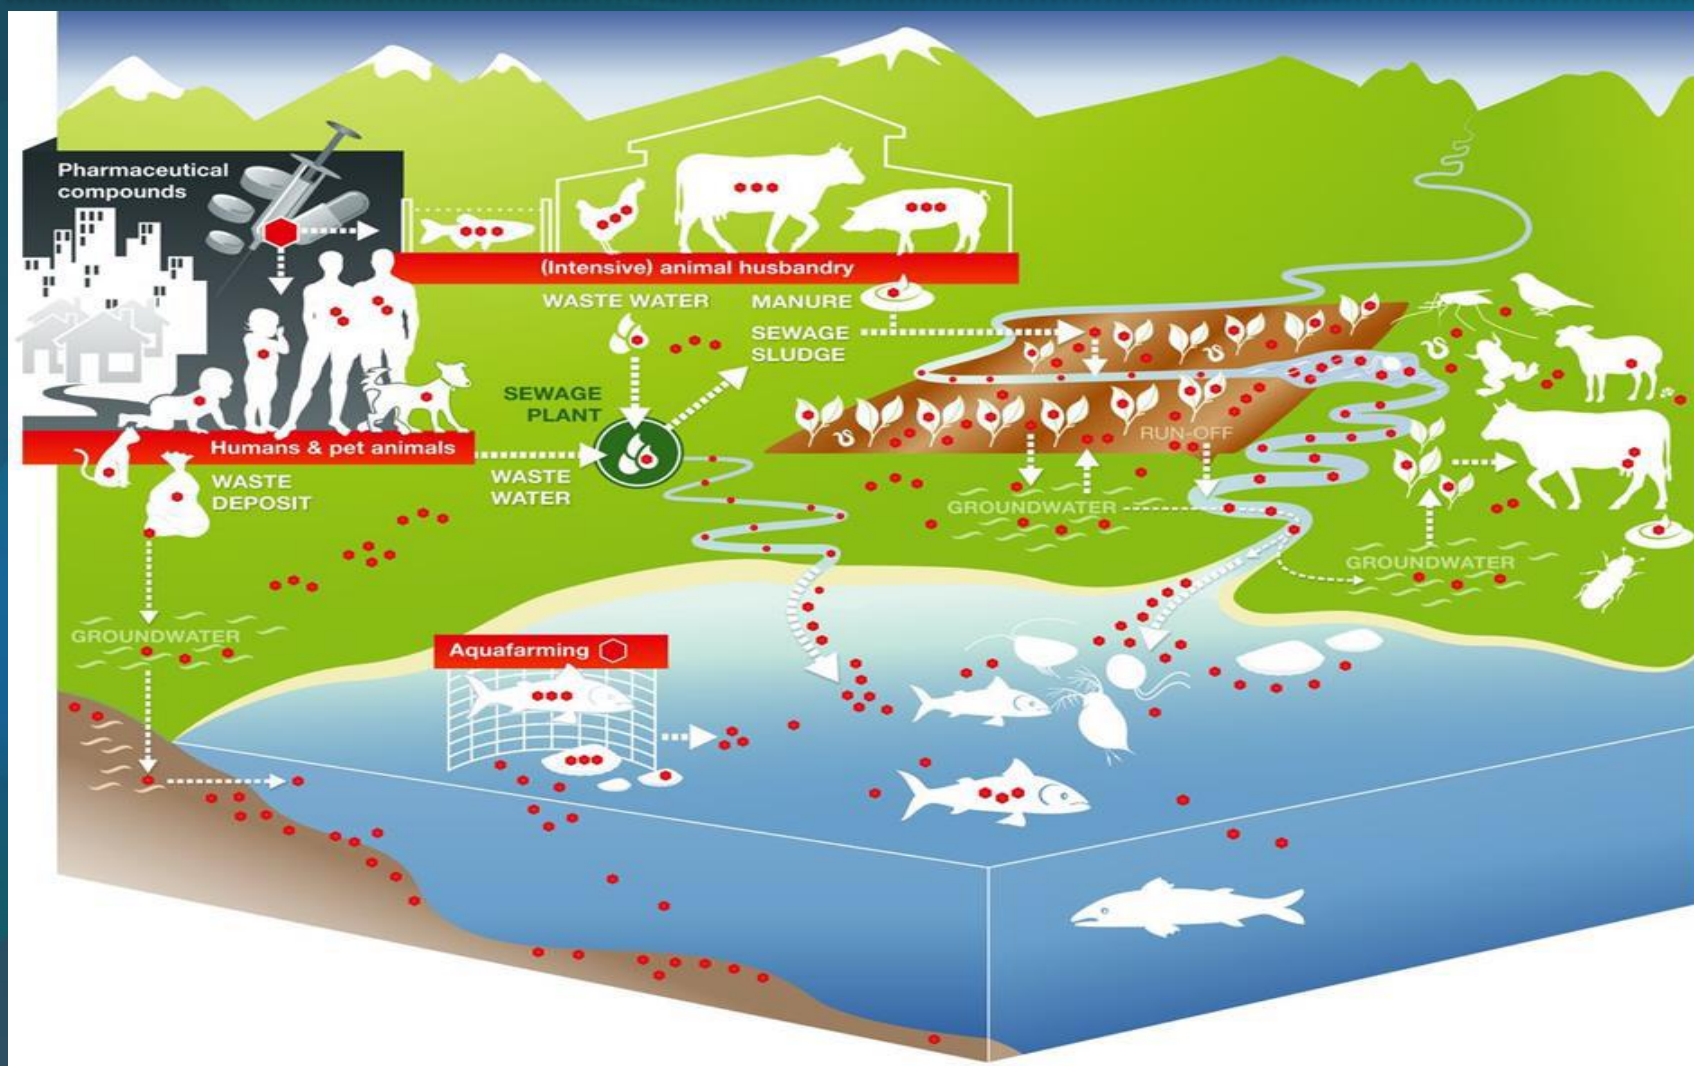 Pharmaceutical
compounds
(Intensive) animal husbandry
WASTE WATER
MANURE
SEWAGE
SLUDGE
SEWAGE
PLANT
RUN-OFF
Humans & pet animals
WASTE
DEPOSIT
WASTE
WATER
GROUNDWATER
GROUNDWATER
GROUNDWATER
Aquafarming